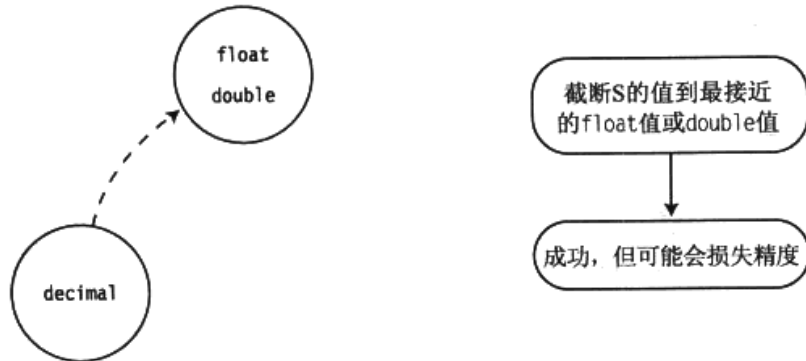 float
double
decimal
截断S的值到最接近
的float值或double值
成功，但可能会损失精度